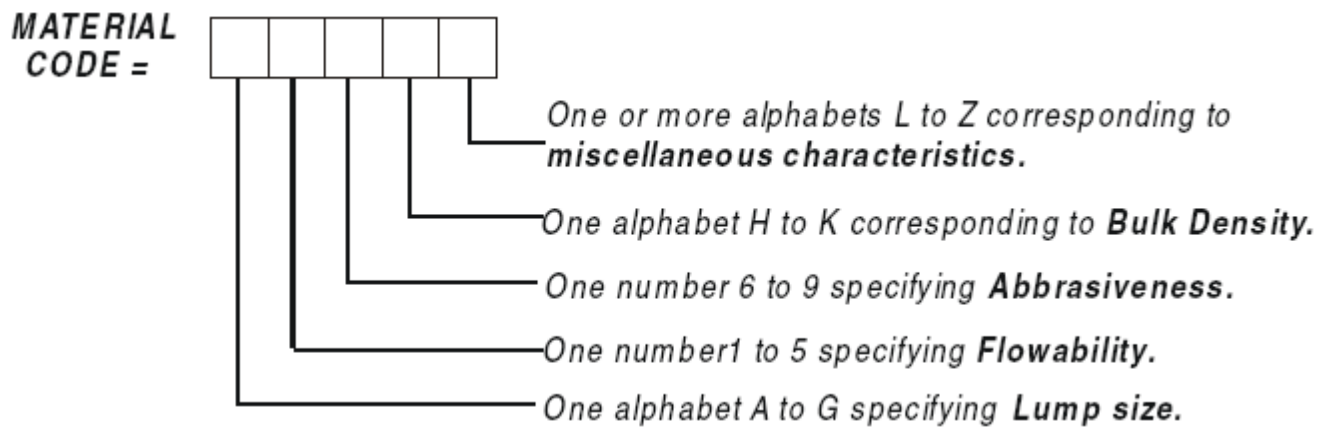 MATERIAL
CODE =
One or more alphabets L to Z corresponding to
miscellaneous characteristics.
One alphabet H to K corresponding to Bulk Density.
One number 6 to 9 specifying Abbrasiveness.
One number1 to 5 specifying Flowability.
One alphabet A to G specifying Lump size.